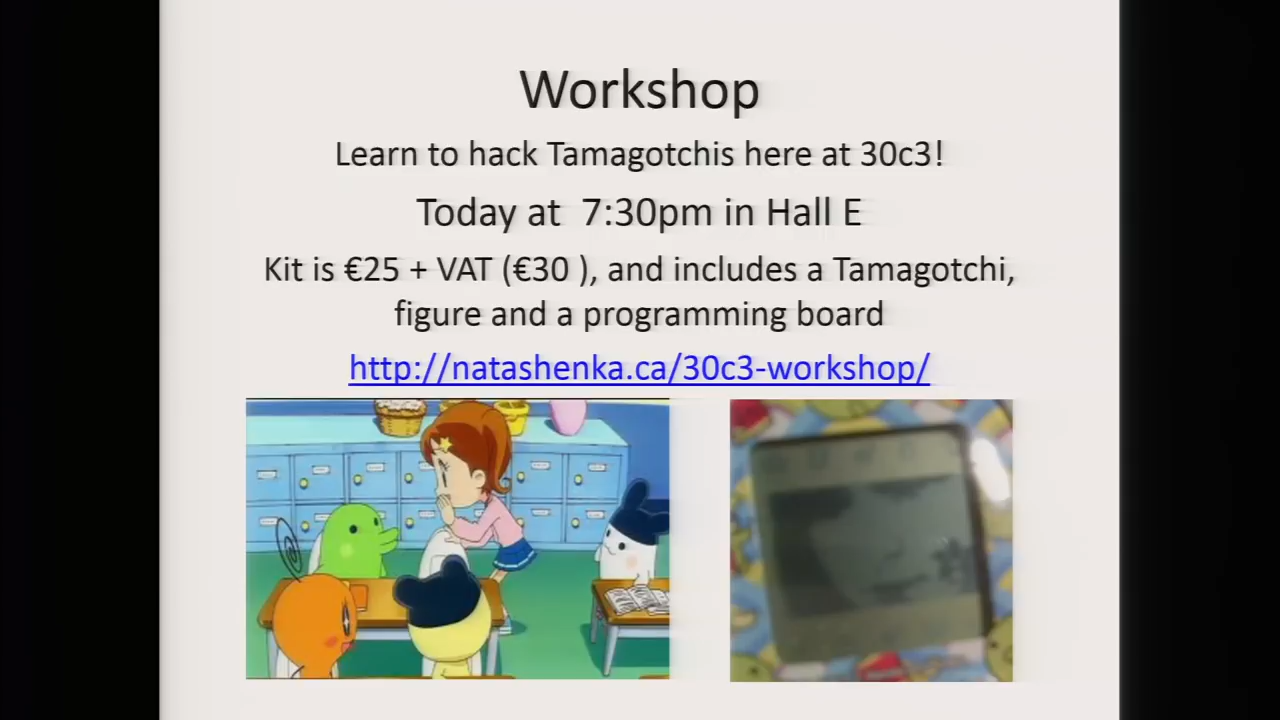 Workshop
Learn to hack Tamagotchis here at 30c3!
Today at  7:30pm in Hall E
Kit is €25 + VAT (€30 ), and includes a Tamagotchi,
figure and a programming board
http://natashenka.ca/30c3-workshop/